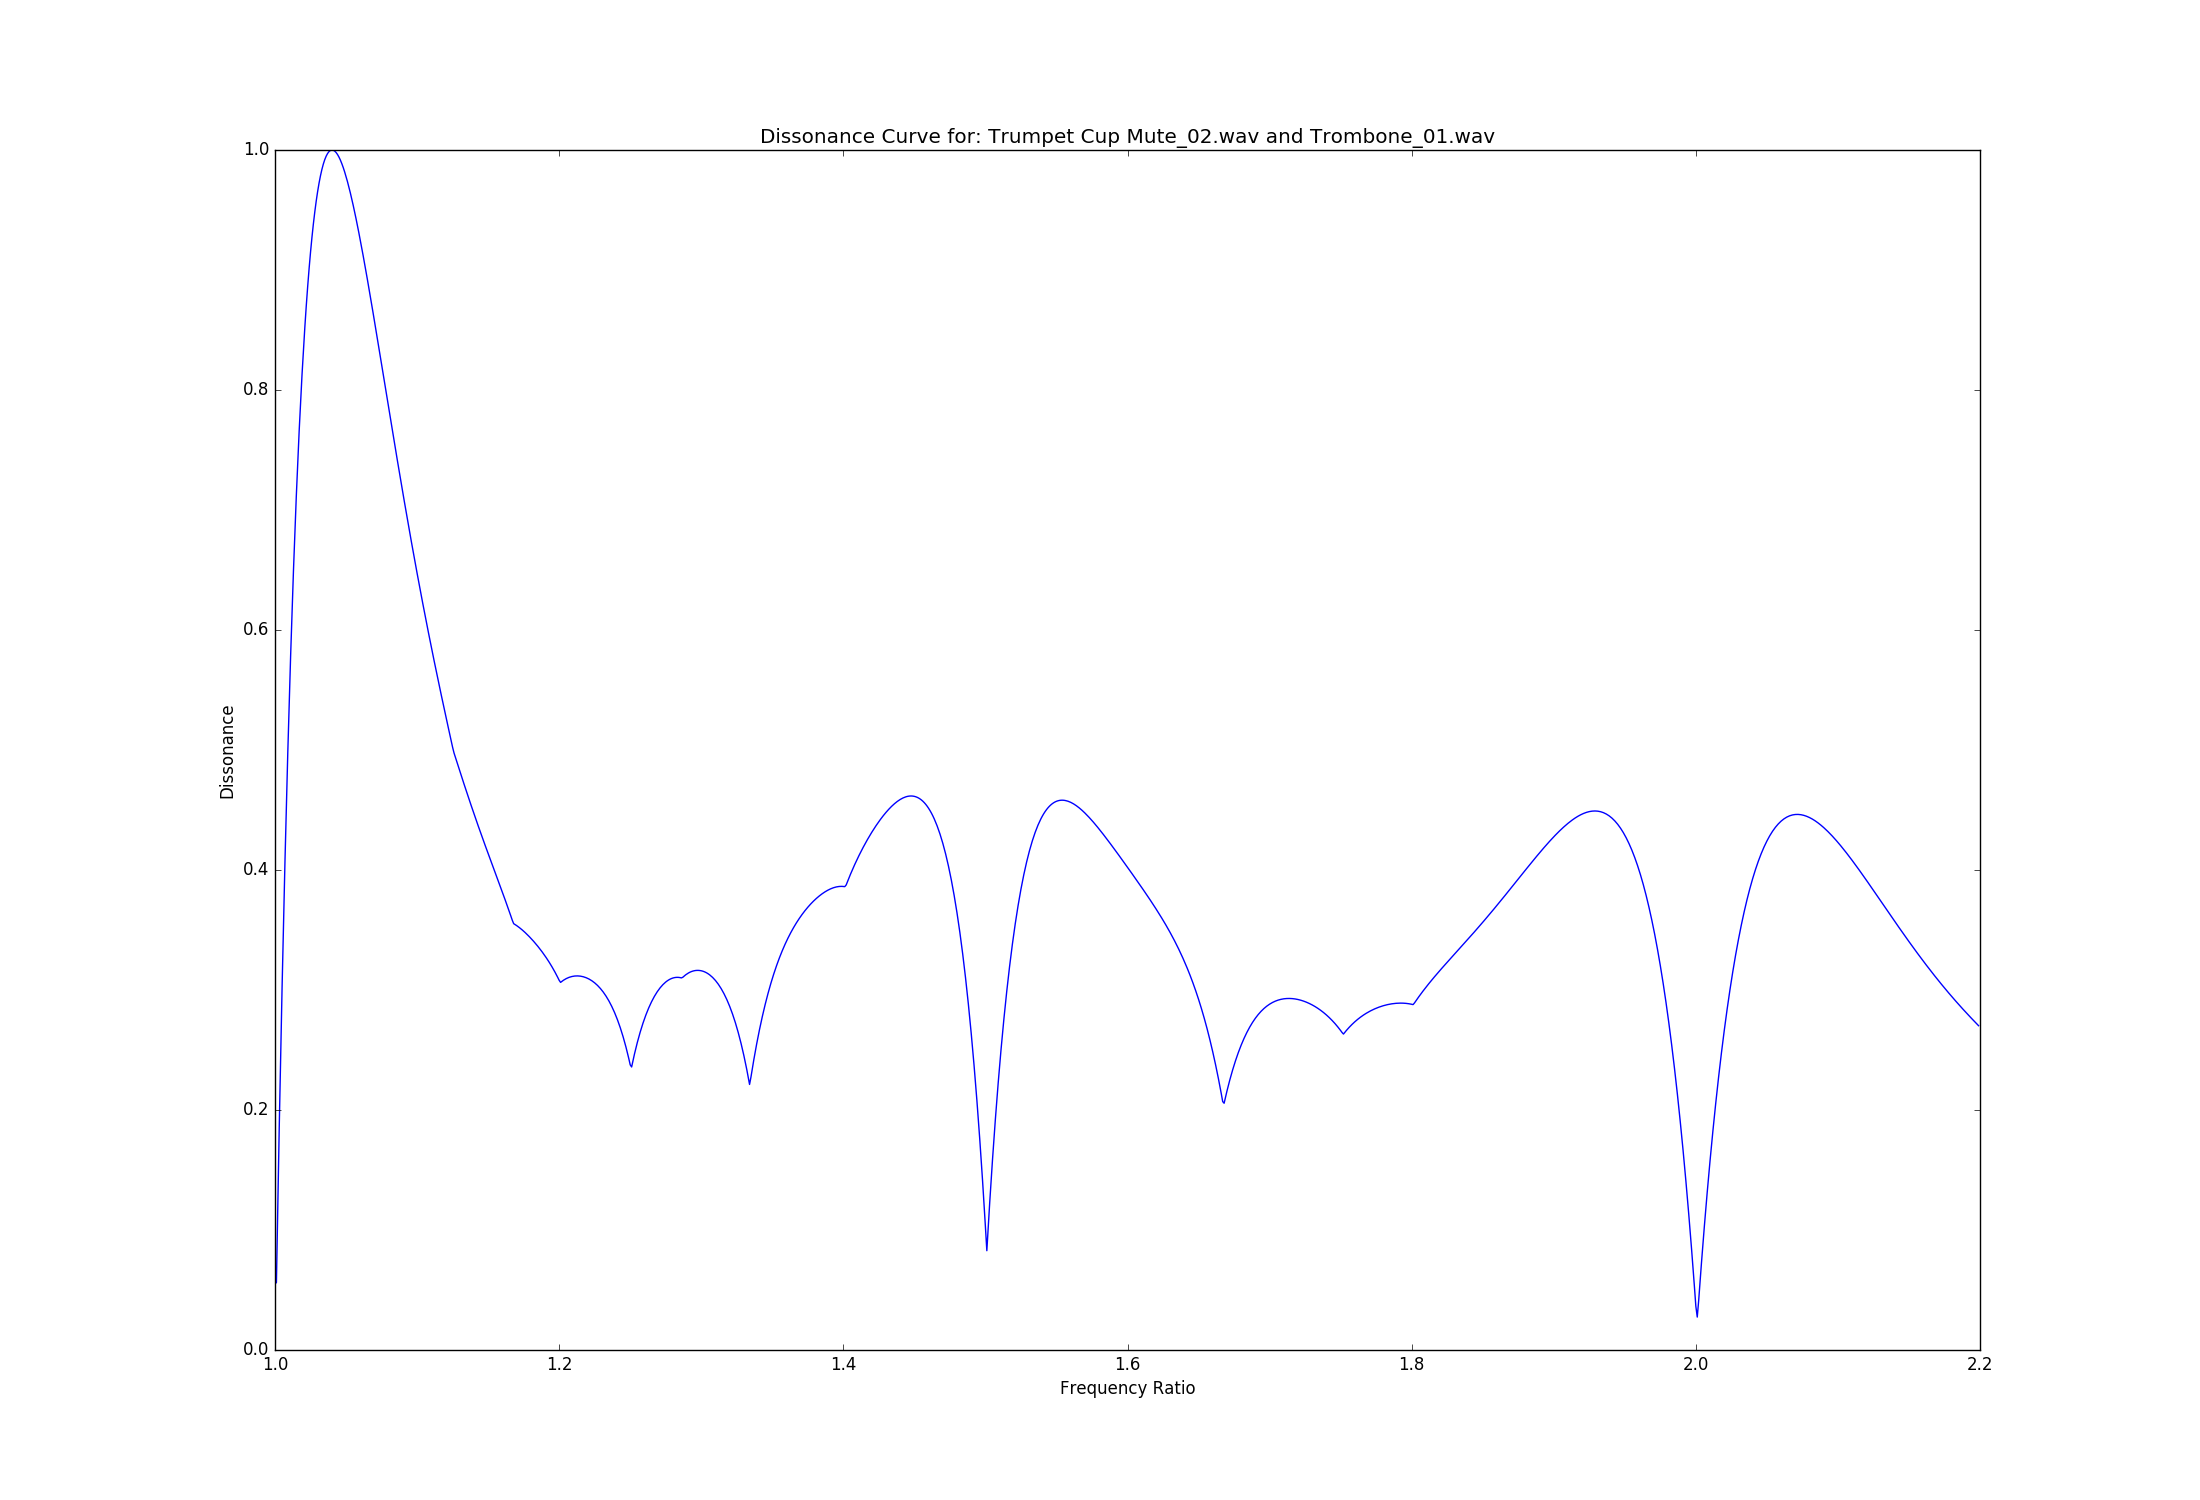 Dissonance Curve for: Trumpet Cup Mute_02.wav and Trombone_01.wav
1.0
0.8
0.6
0.4
0.2
0.0
Dissonance
1.0 1.2 1.4 1.6 1.8 2.0 2.2
Frequency Ratio